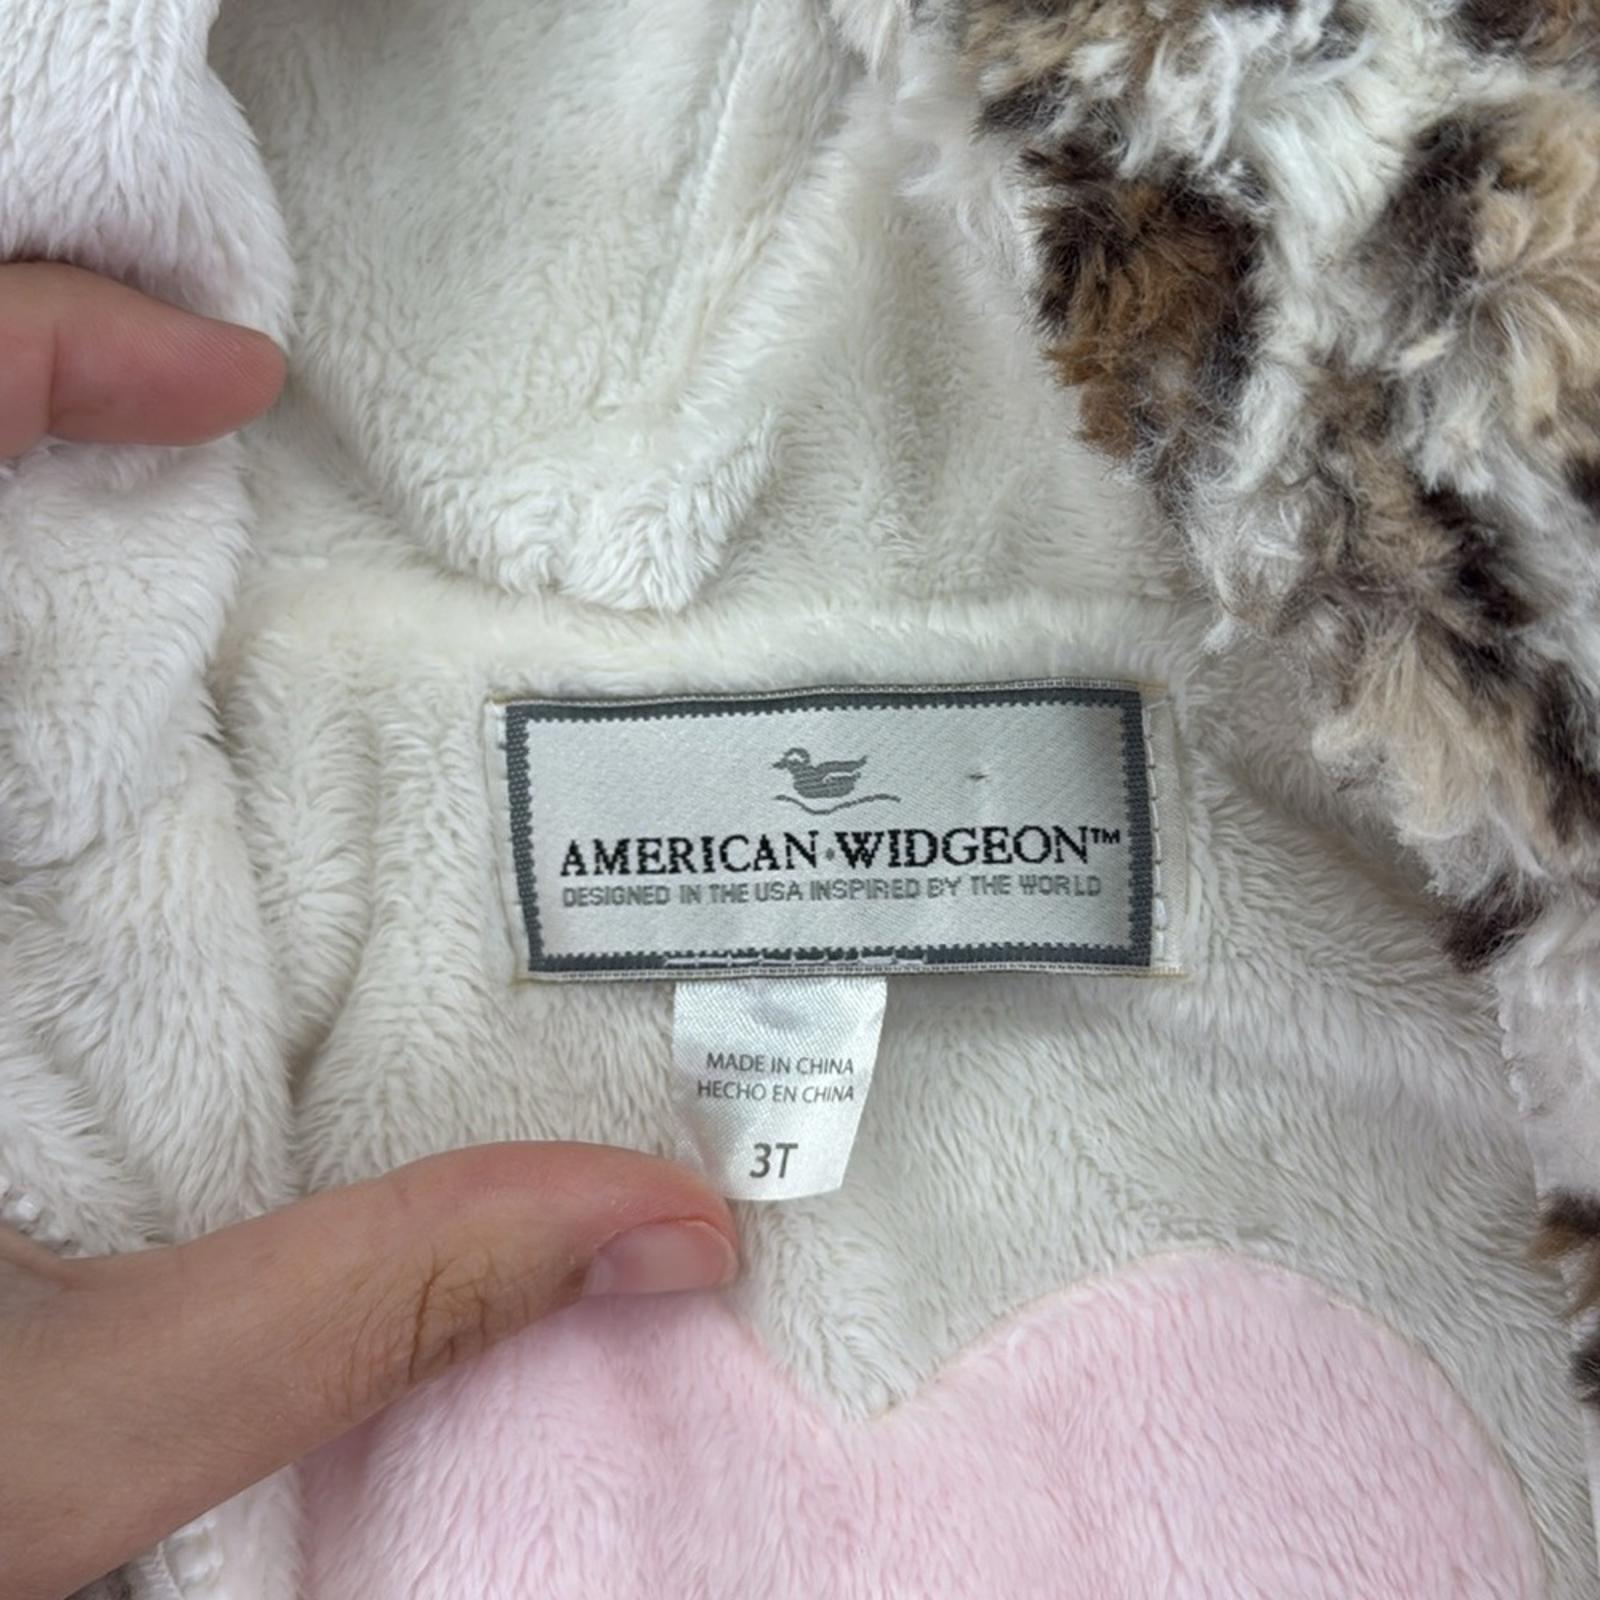 AMERICAN·WIDGEON™
DESIGNED IN THE USA INSPIRED BY THE WORLD
MADE IN CHINA
HECHO EN CHINA
3T